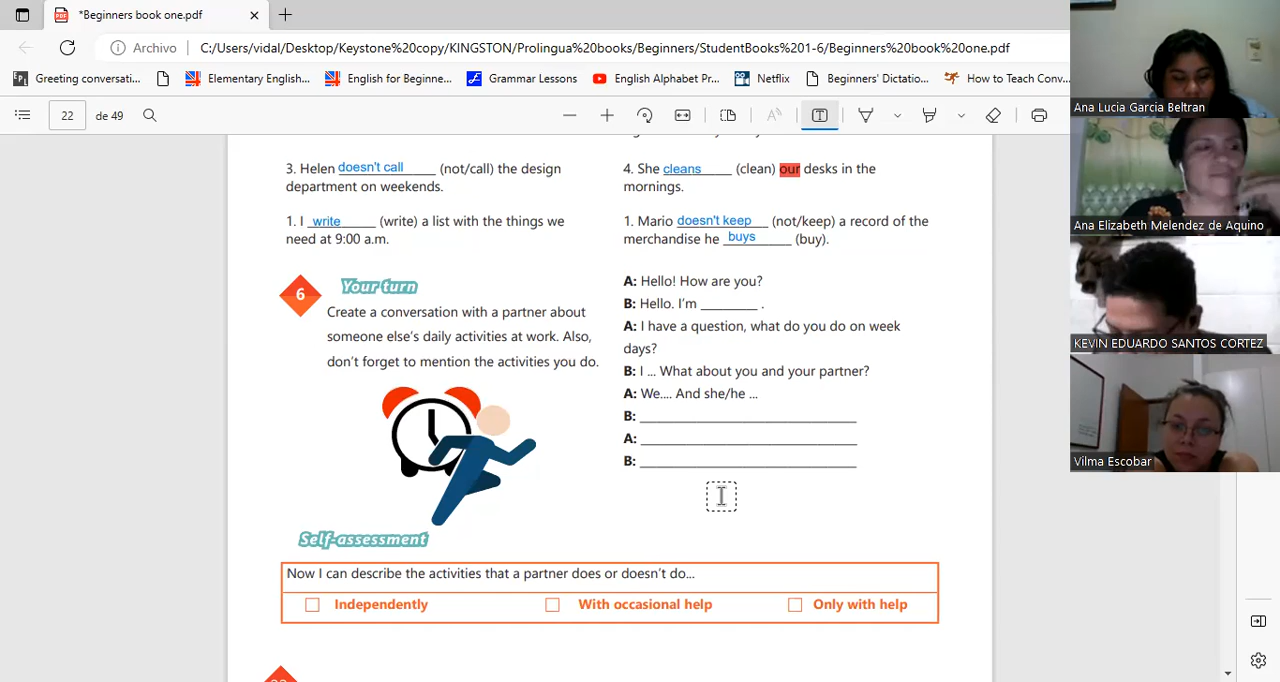 *Beginners book one.pdf
Archivo
C:/Users/vidal/Desktop/Keystone%20copy/KINGSTON/Prolingua%20books/Beginners/StudentBooks%201-6/Beginners%20book%20one.pdf
Greeting conversati...
Elementary English...
English for Beginne...
Grammar Lessons
English Alphabet Pr...
Netflix
Beginners' Dictatio...
How to Teach Conv...
22 de 49
3. Helen doesn't call (not/call) the design
department on weekends.
4. She cleans (clean) our desks in the
mornings.
1. I write (write) a list with the things we
need at 9:00 a.m.
1. Mario doesn't keep (not/keep) a record of the
merchandise he buys (buy).
6 Your turn
Create a conversation with a partner about
someone else's daily activities at work. Also,
don't forget to mention the activities you do.
A: Hello! How are you?
B: Hello. I'm ________ .
A: I have a question, what do you do on week
days?
B: I ... What about you and your partner?
A: We.... And she/he ...
B: ________
A: ________
B: ________
Self-assessment
Now I can describe the activities that a partner does or doesn't do...
Independently
With occasional help
Only with help
Ana Lucia Garcia Beltran
Ana Elizabeth Melendez de Aquino
KEVIN EDUARDO SANTOS CORTEZ
Vilma Escobar